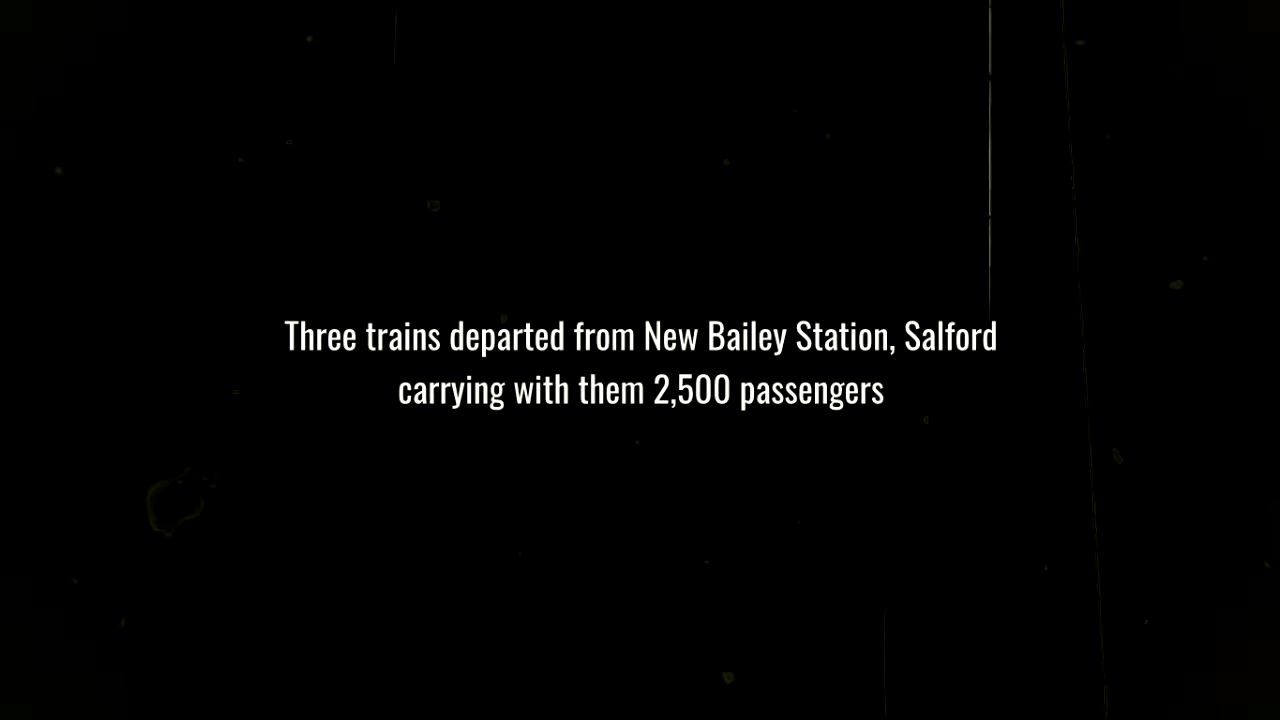 Three trains departed from New Bailey Station, Salford
carrying with them 2,500 passengers